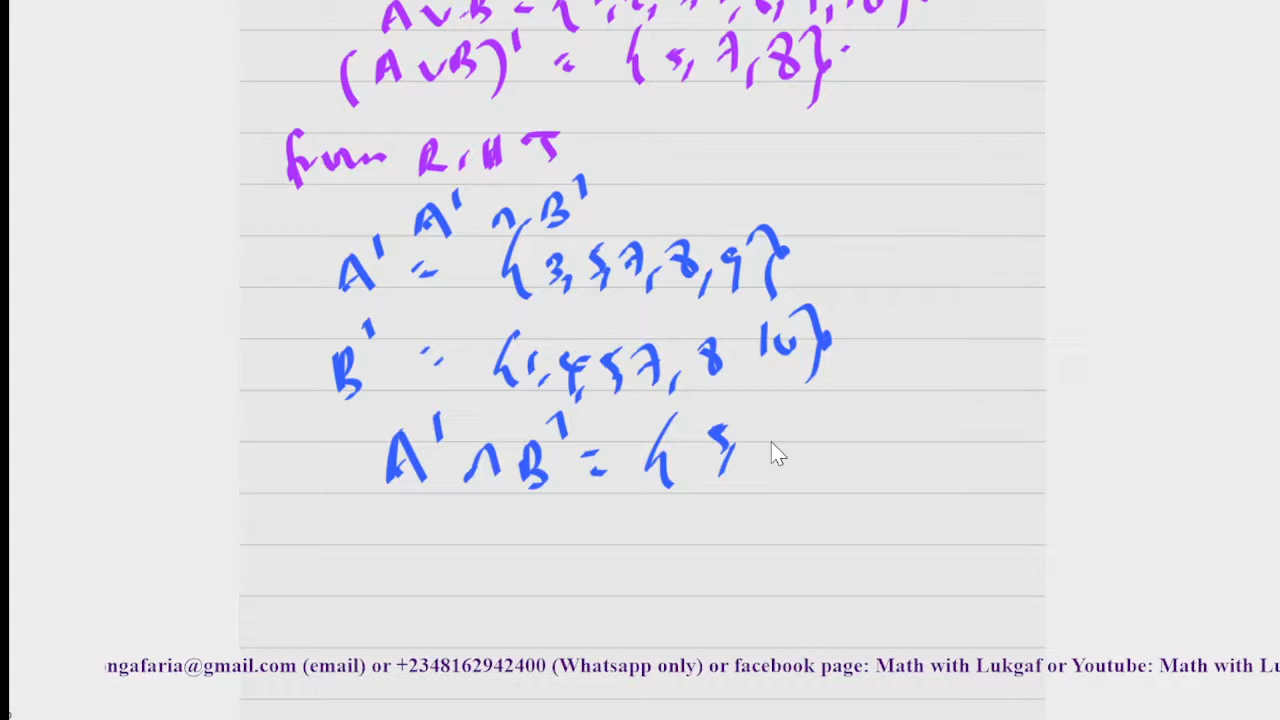 A∪B = {
(A∪B)' = {5, 7, 8}.
from R.H.T
A' ∩ B'
A' = {3, 5, 7, 8, 9}
B' = {1, 4, 5 7, 8 10}
A' ∩ B' = { 5,
ngafaria@gmail.com (email) or +2348162942400 (Whatsapp only) or facebook page: Math with Lukgaf or Youtube: Math with Lu